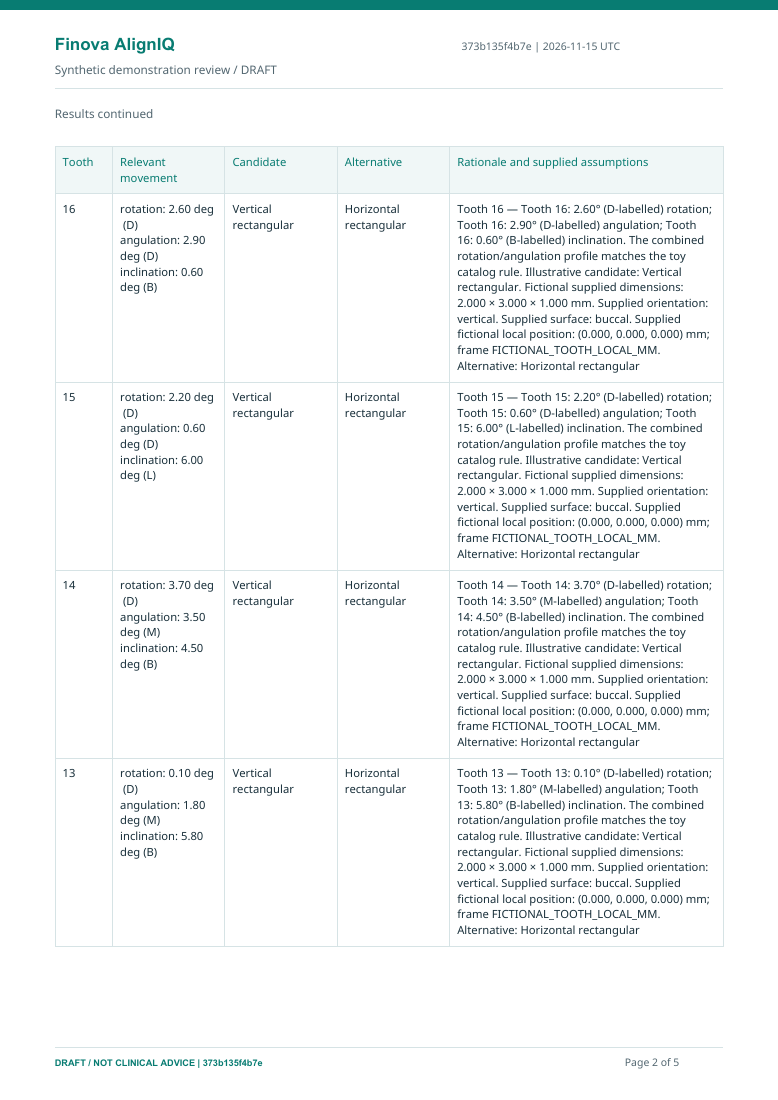 Finova AlignIQ
373b135f4b7e | 2026-11-15 UTC
Synthetic demonstration review / DRAFT
Results continued
Tooth
Relevant
movement
Candidate
Alternative
Rationale and supplied assumptions
16
rotation: 2.60 deg
(D)
angulation: 2.90
deg (D)
inclination: 0.60
deg (B)
Vertical
rectangular
Horizontal
rectangular
Tooth 16 — Tooth 16: 2.60° (D-labelled) rotation;
Tooth 16: 2.90° (D-labelled) angulation; Tooth
16: 0.60° (B-labelled) inclination. The combined
rotation/angulation profile matches the toy
catalog rule. Illustrative candidate: Vertical
rectangular. Fictional supplied dimensions:
2.000 × 3.000 × 1.000 mm. Supplied orientation:
vertical. Supplied surface: buccal. Supplied
fictional local position: (0.000, 0.000, 0.000) mm;
frame FICTIONAL_TOOTH_LOCAL_MM.
Alternative: Horizontal rectangular
15
rotation: 2.20 deg
(D)
angulation: 0.60
deg (D)
inclination: 6.00
deg (L)
Vertical
rectangular
Horizontal
rectangular
Tooth 15 — Tooth 15: 2.20° (D-labelled) rotation;
Tooth 15: 0.60° (D-labelled) angulation; Tooth
15: 6.00° (L-labelled) inclination. The combined
rotation/angulation profile matches the toy
catalog rule. Illustrative candidate: Vertical
rectangular. Fictional supplied dimensions:
2.000 × 3.000 × 1.000 mm. Supplied orientation:
vertical. Supplied surface: buccal. Supplied
fictional local position: (0.000, 0.000, 0.000) mm;
frame FICTIONAL_TOOTH_LOCAL_MM.
Alternative: Horizontal rectangular
14
rotation: 3.70 deg
(D)
angulation: 3.50
deg (M)
inclination: 4.50
deg (B)
Vertical
rectangular
Horizontal
rectangular
Tooth 14 — Tooth 14: 3.70° (D-labelled) rotation;
Tooth 14: 3.50° (M-labelled) angulation; Tooth
14: 4.50° (B-labelled) inclination. The combined
rotation/angulation profile matches the toy
catalog rule. Illustrative candidate: Vertical
rectangular. Fictional supplied dimensions:
2.000 × 3.000 × 1.000 mm. Supplied orientation:
vertical. Supplied surface: buccal. Supplied
fictional local position: (0.000, 0.000, 0.000) mm;
frame FICTIONAL_TOOTH_LOCAL_MM.
Alternative: Horizontal rectangular
13
rotation: 0.10 deg
(D)
angulation: 1.80
deg (M)
inclination: 5.80
deg (B)
Vertical
rectangular
Horizontal
rectangular
Tooth 13 — Tooth 13: 0.10° (D-labelled) rotation;
Tooth 13: 1.80° (M-labelled) angulation; Tooth
13: 5.80° (B-labelled) inclination. The combined
rotation/angulation profile matches the toy
catalog rule. Illustrative candidate: Vertical
rectangular. Fictional supplied dimensions:
2.000 × 3.000 × 1.000 mm. Supplied orientation:
vertical. Supplied surface: buccal. Supplied
fictional local position: (0.000, 0.000, 0.000) mm;
frame FICTIONAL_TOOTH_LOCAL_MM.
Alternative: Horizontal rectangular
DRAFT / NOT CLINICAL ADVICE | 373b135f4b7e
Page 2 of 5